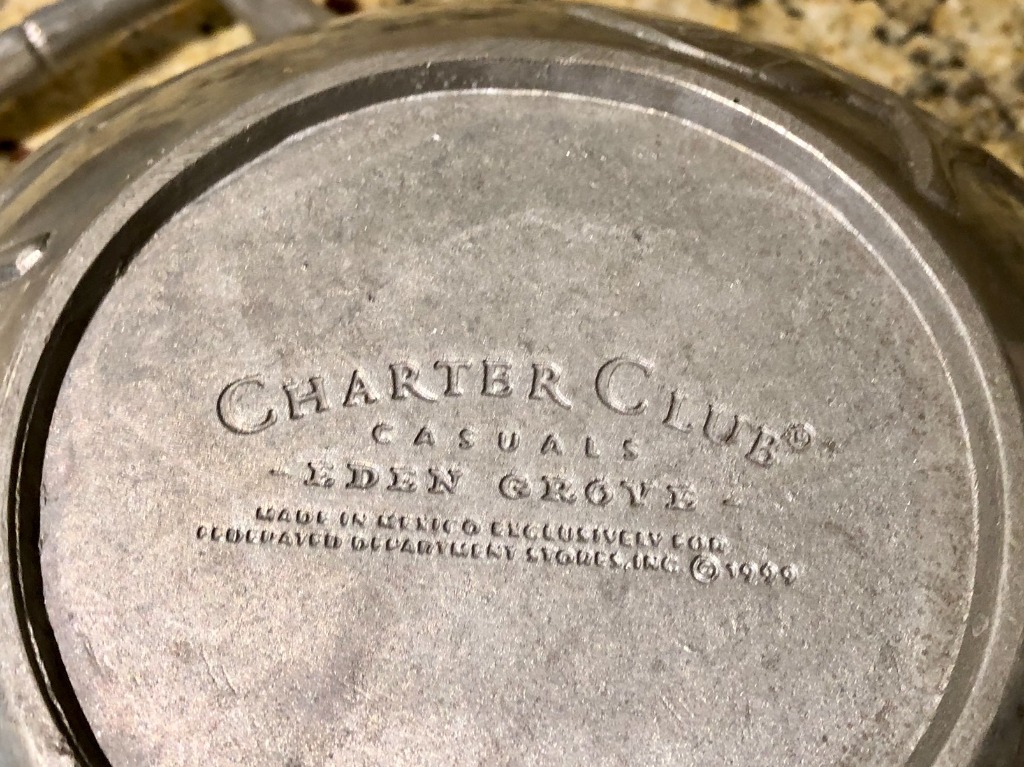 CHARTER CLUB®
CASUALS
- EDEN GROVE -
MADE IN MEXICO EXCLUSIVELY FOR
FEDERATED DEPARTMENT STORES, INC. © 1999